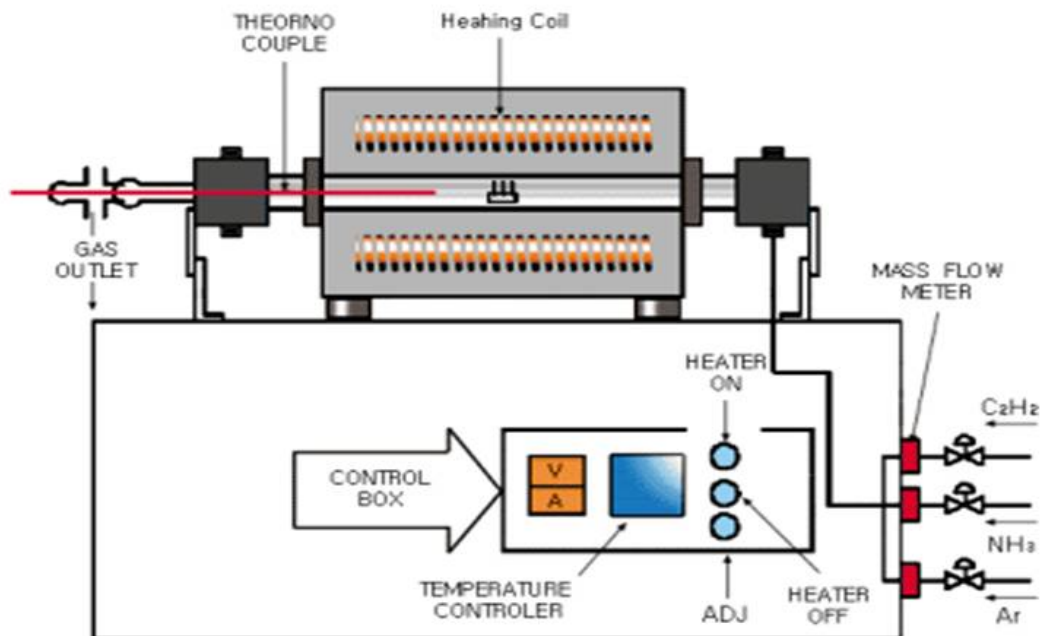 THEORNO
COUPLE
Heahing Coil
GAS
OUTLET
MASS FLOW
METER
HEATER
ON
C₂H₂
CONTROL
BOX
V
A
NH₃
TEMPERATURE
CONTROLER
ADJ
HEATER
OFF
Ar